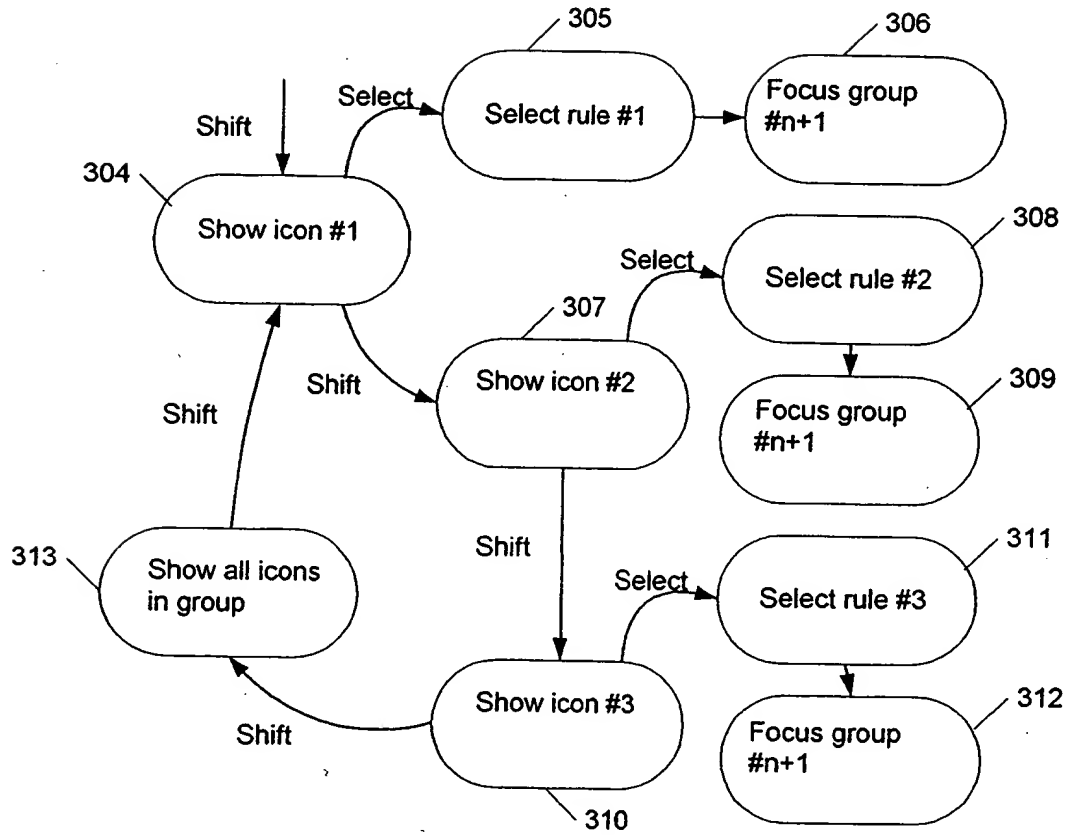 305
306
Select
Select rule #1
Focus group
#n+1
Shift
304
Show icon #1
308
Select
Select rule #2
307
Shift
Show icon #2
309
Focus group
#n+1
Shift
Shift
311
313
Show all icons
in group
Select
Select rule #3
Show icon #3
312
Focus group
#n+1
Shift
310